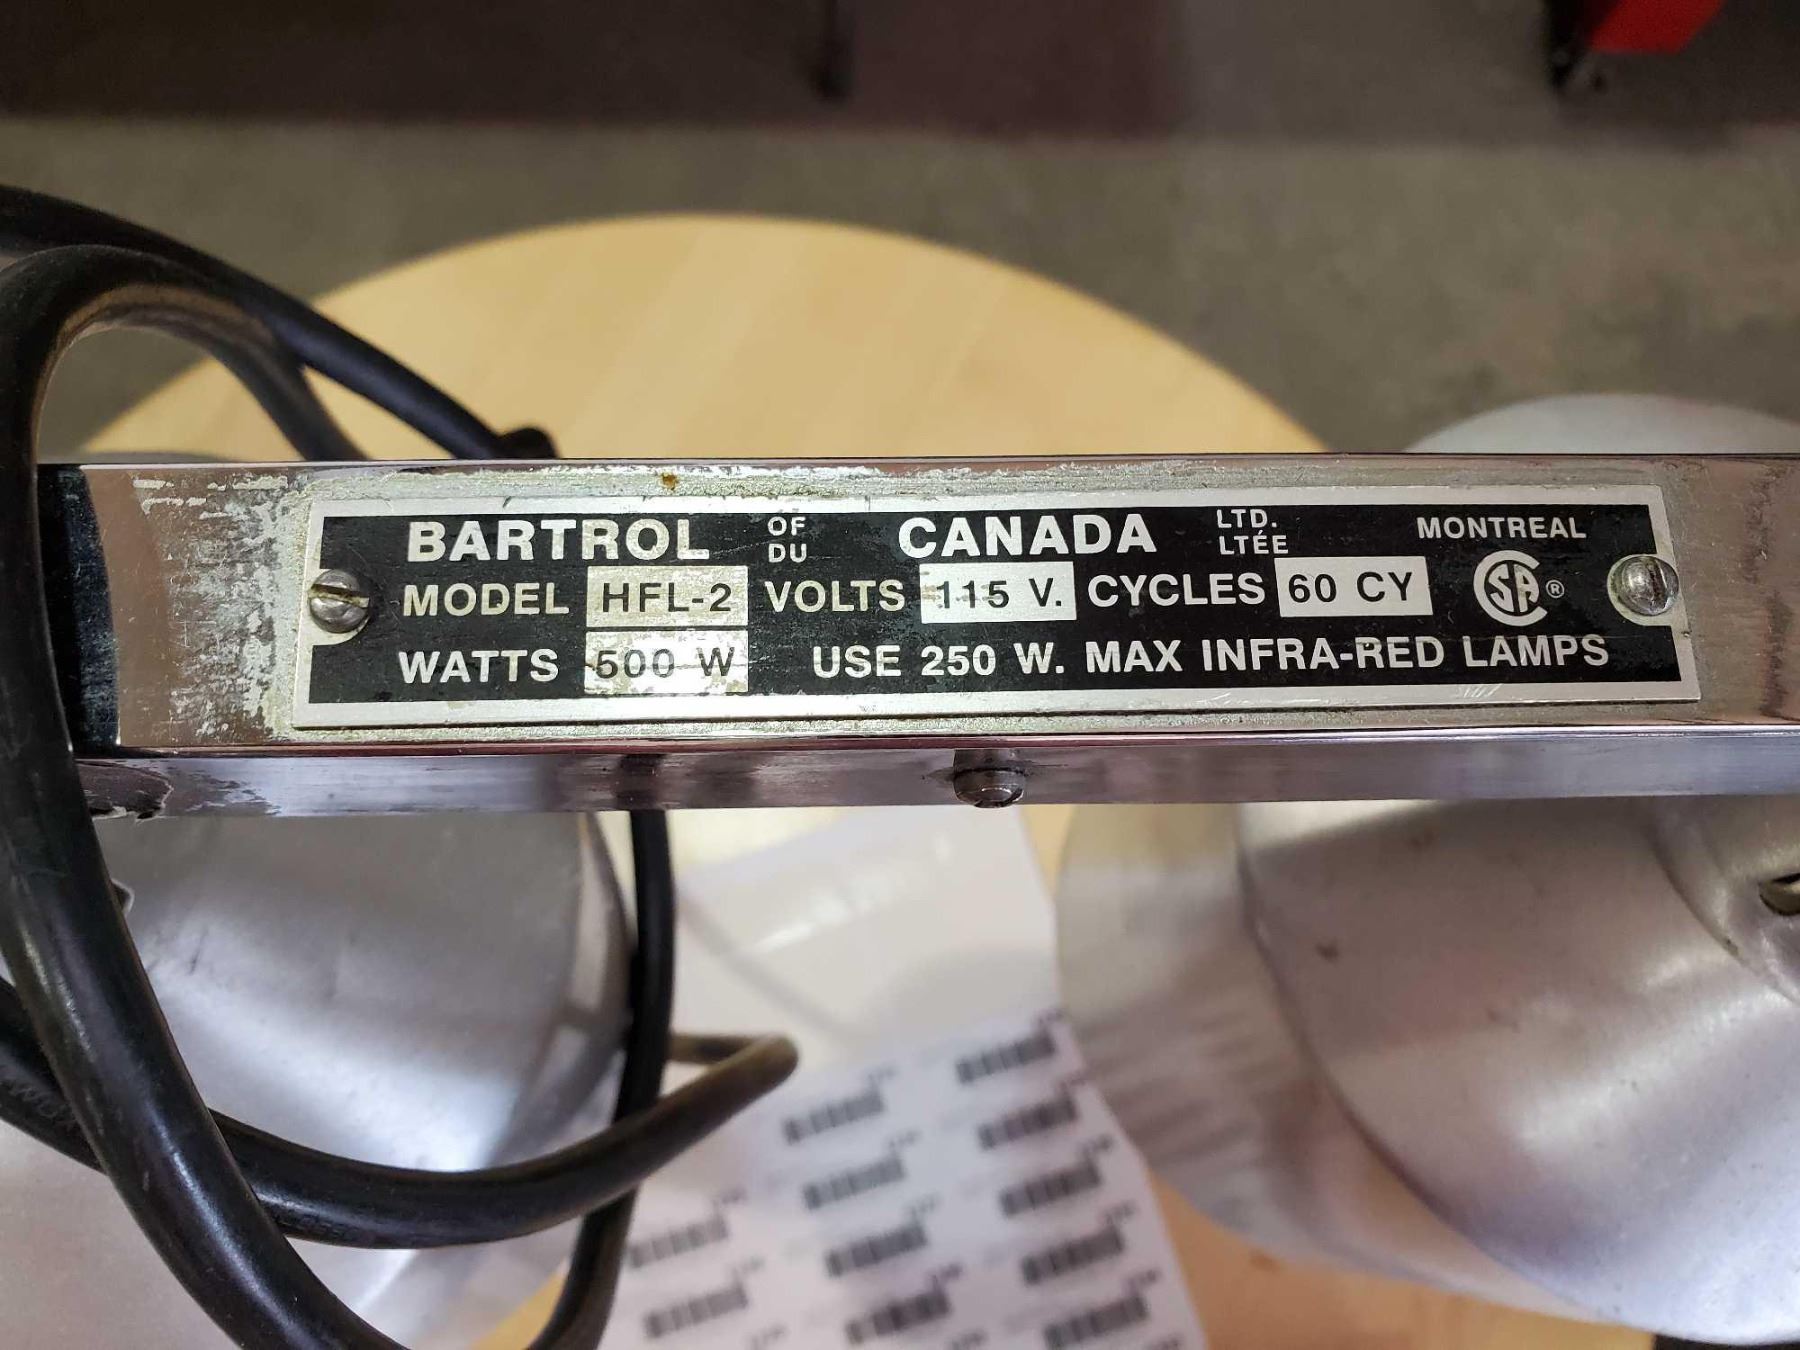 BARTROL OF DU CANADA LTD. LTÉE MONTREAL
MODEL HFL-2 VOLTS 115 V. CYCLES 60 CY CSA ®
WATTS 500 W USE 250 W. MAX INFRA-RED LAMPS